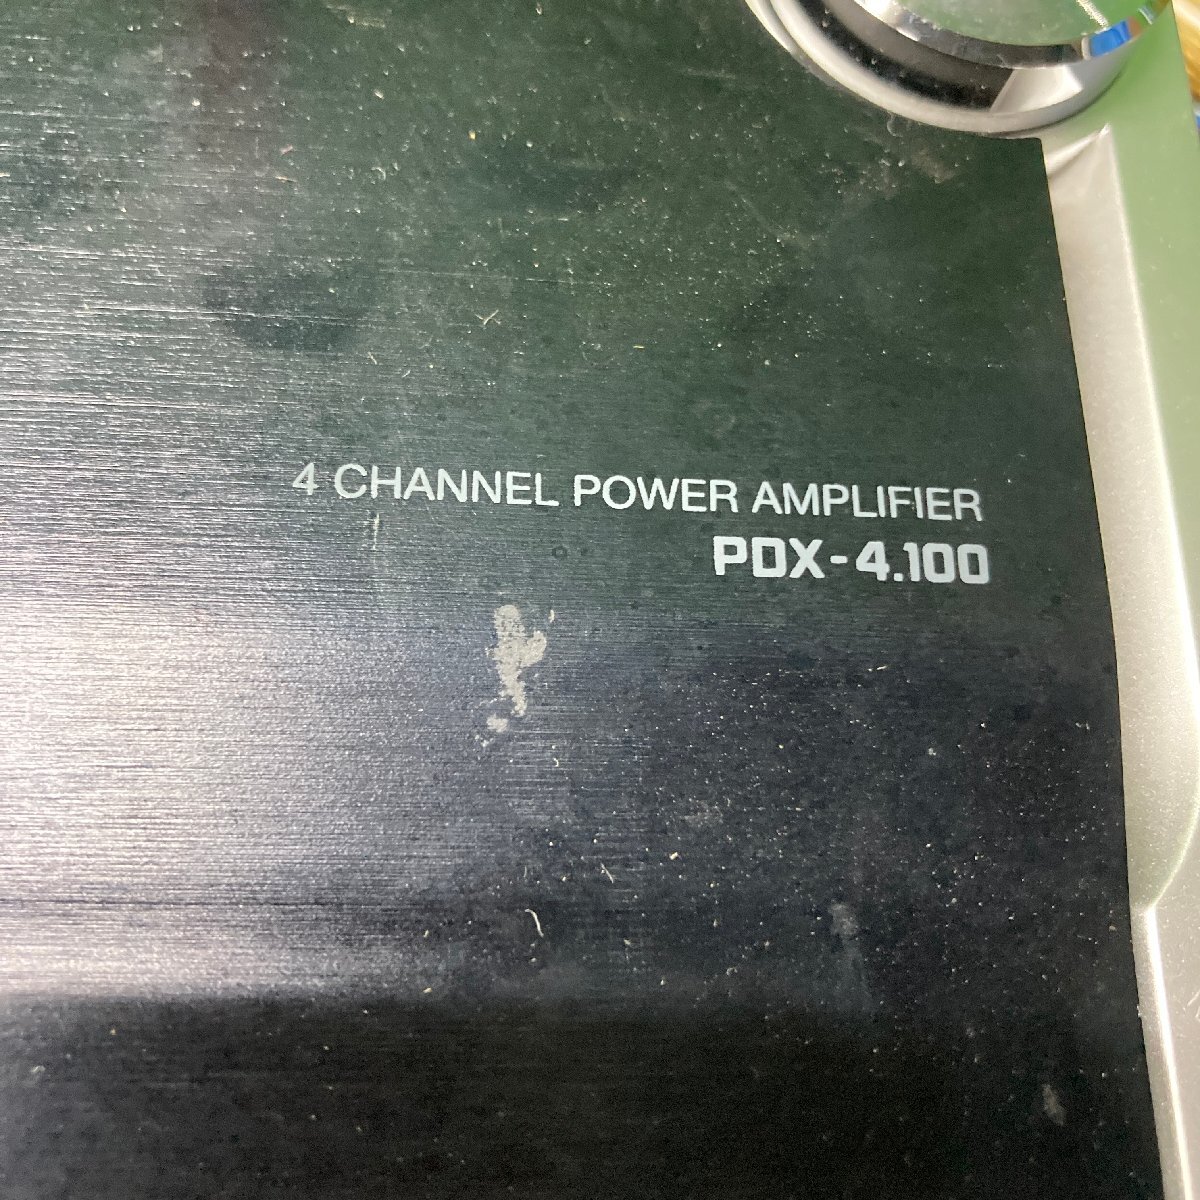 4 CHANNEL POWER AMPLIFIER
PDX-4.100